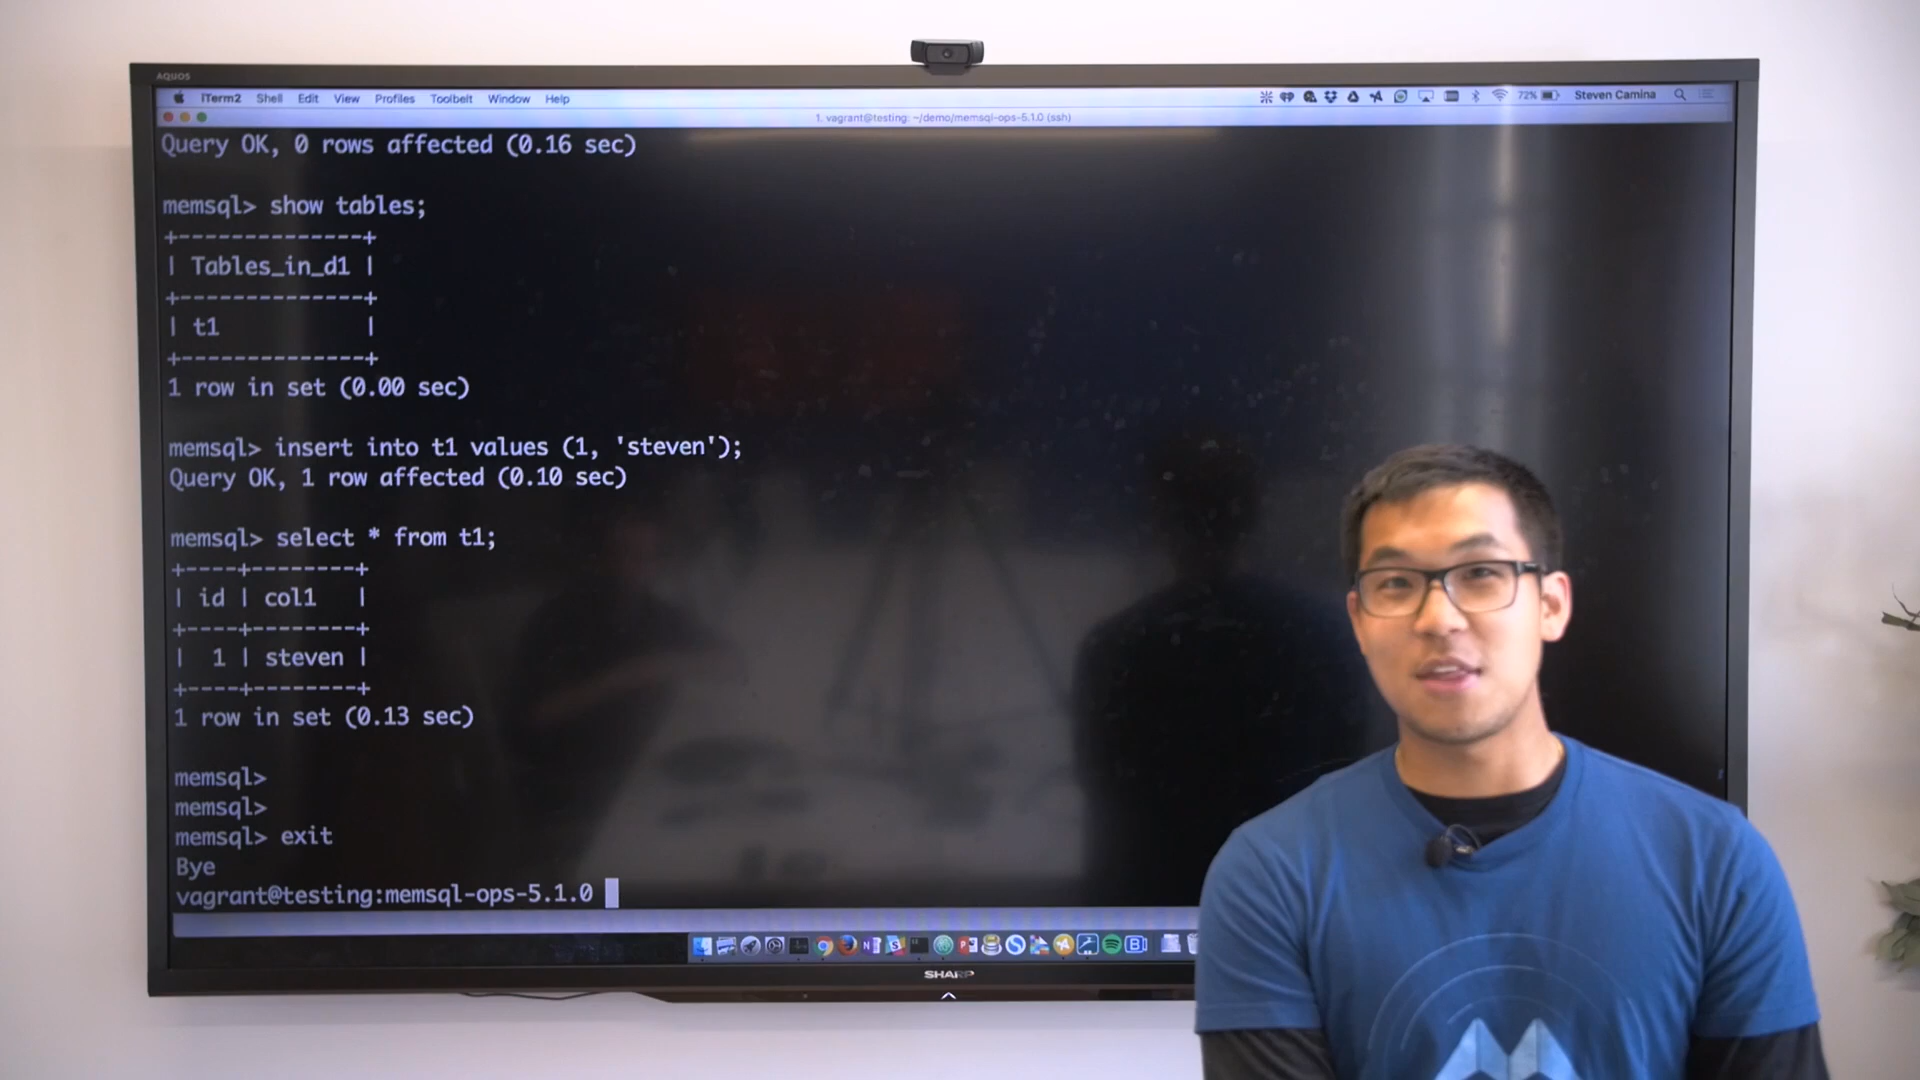 AQUOS
iTerm2 Shell Edit View Profiles Toolbelt Window Help 72% Steven Camina
1. vagrant@testing: ~/demo/memsql-ops-5.1.0 (ssh)
Query OK, 0 rows affected (0.16 sec)
memsql> show tables;
+--------------+
| Tables_in_d1 |
+--------------+
| t1           |
+--------------+
1 row in set (0.00 sec)
memsql> insert into t1 values (1, 'steven');
Query OK, 1 row affected (0.10 sec)
memsql> select * from t1;
+----+--------+
| id | col1   |
+----+--------+
|  1 | steven |
+----+--------+
1 row in set (0.13 sec)
memsql>
memsql>
memsql> exit
Bye
vagrant@testing:memsql-ops-5.1.0
SHARP